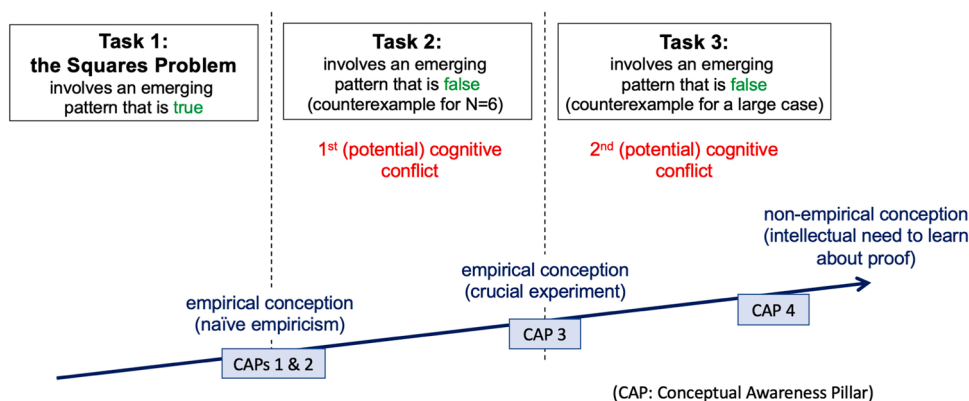 Task 1:
the Squares Problem
involves an emerging
pattern that is true
Task 2:
involves an emerging
pattern that is false
(counterexample for N=6)
Task 3:
involves an emerging
pattern that is false
(counterexample for a large case)
1st (potential) cognitive
conflict
2nd (potential) cognitive
conflict
non-empirical conception
(intellectual need to learn
about proof)
empirical conception
(crucial experiment)
empirical conception
(naïve empiricism)
CAP 4
CAP 3
CAPs 1 & 2
(CAP: Conceptual Awareness Pillar)